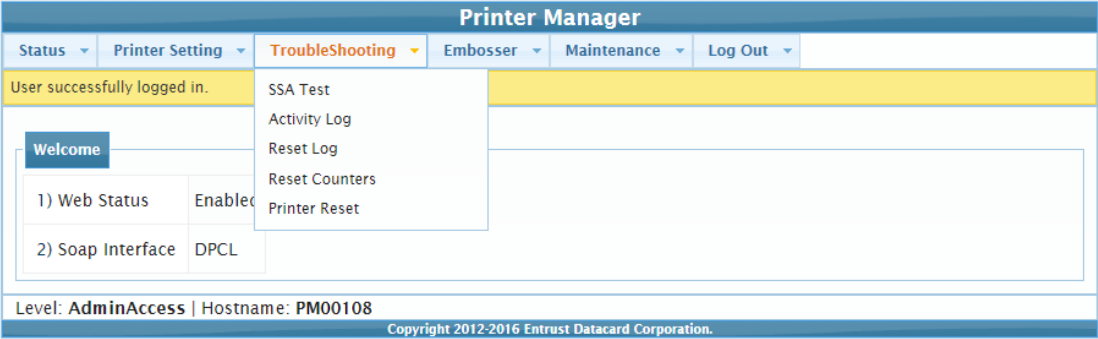 Printer Manager
Status Printer Setting TroubleShooting Embosser Maintenance Log Out
User successfully logged in.
SSA Test
Activity Log
Reset Log
Reset Counters
Printer Reset
Welcome
1) Web Status Enabled
2) Soap Interface DPCL
Level: AdminAccess | Hostname: PM00108
Copyright 2012-2016 Entrust Datacard Corporation.